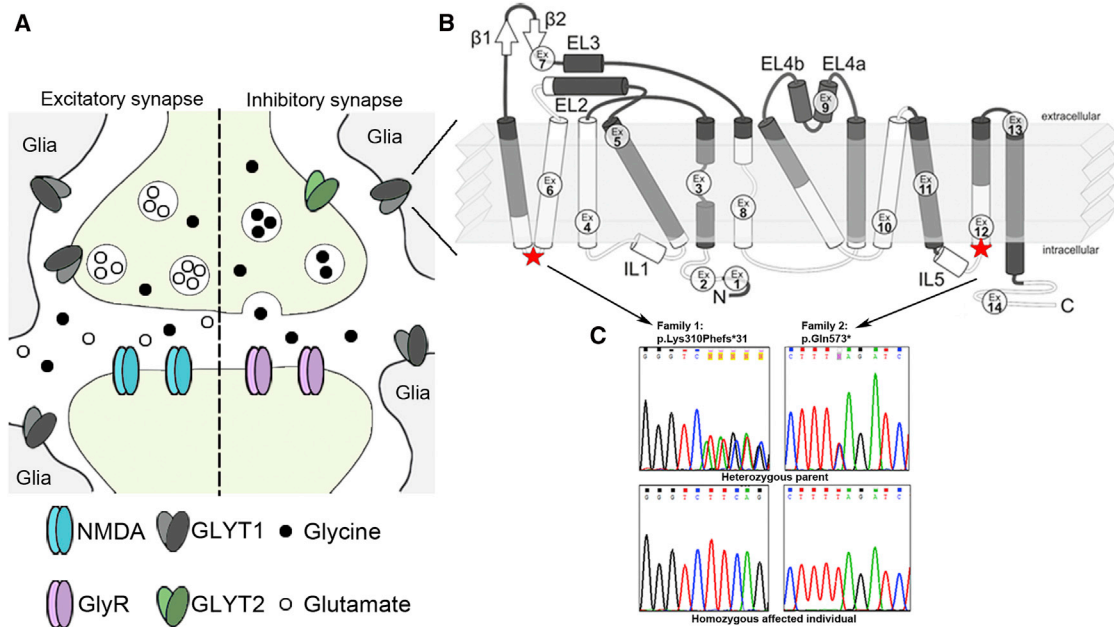 A
Excitatory synapse
Inhibitory synapse
Glia
Glia
Glia
Glia
NMDA
GLYT1
Glycine
GlyR
GLYT2
Glutamate
B
β1
β2
Ex 7
EL3
EL2
EL4b
EL4a
Ex 9
extracellular
Ex 13
Ex 5
Ex 6
Ex 3
Ex 11
Ex 4
Ex 8
Ex 10
Ex 12
intracellular
IL1
IL5
Ex 2
Ex 1
N
Ex 14
C
C
Family 1:
p.Lys310Phefs*31
Family 2:
p.Gln573*
G G G T C
C T T T A G A T C
Heterozygous parent
G G G T C T T C A G
C T T T T A G A T C
Homozygous affected individual